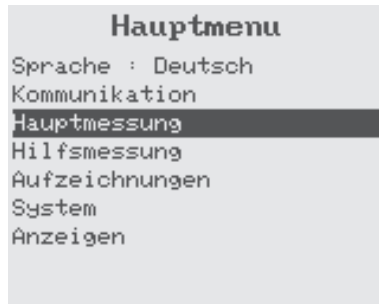 Hauptmenu
Sprache : Deutsch
Kommunikation
Hauptmessung
Hilfsmessung
Aufzeichnungen
System
Anzeigen